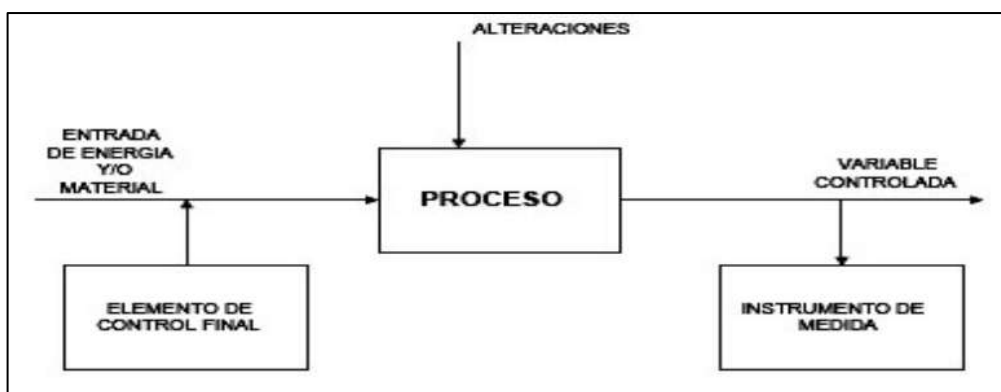 ALTERACIONES
ENTRADA
DE ENERGIA
Y/O
MATERIAL
PROCESO
VARIABLE
CONTROLADA
ELEMENTO DE
CONTROL FINAL
INSTRUMENTO DE
MEDIDA